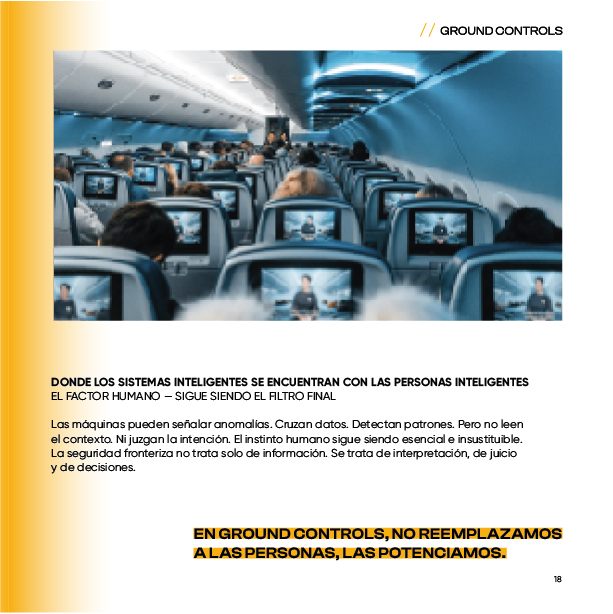 // GROUND CONTROLS
DONDE LOS SISTEMAS INTELIGENTES SE ENCUENTRAN CON LAS PERSONAS INTELIGENTES
EL FACTOR HUMANO — SIGUE SIENDO EL FILTRO FINAL
Las máquinas pueden señalar anomalías. Cruzan datos. Detectan patrones. Pero no leen
el contexto. Ni juzgan la intención. El instinto humano sigue siendo esencial e insustituible.
La seguridad fronteriza no trata solo de información. Se trata de interpretación, de juicio
y de decisiones.
EN GROUND CONTROLS, NO REEMPLAZAMOS
A LAS PERSONAS, LAS POTENCIAMOS.
18